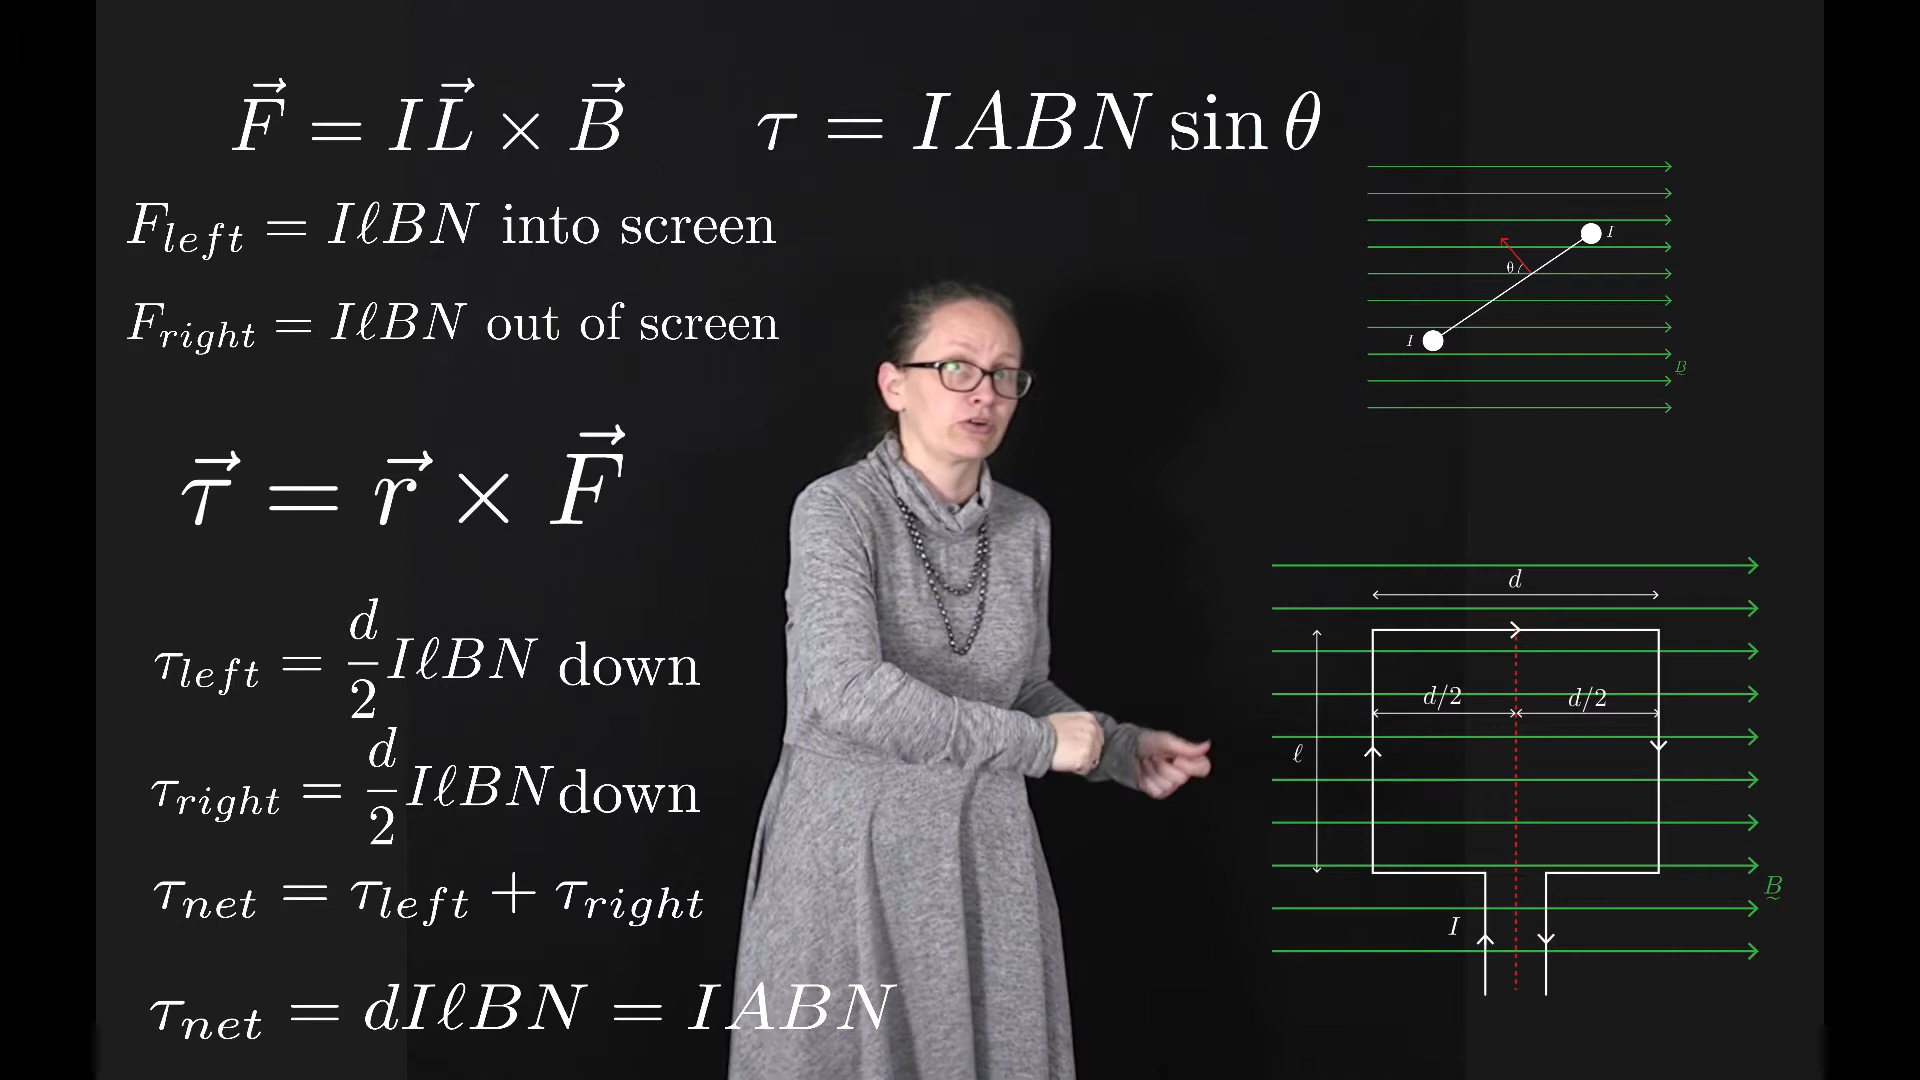 F⃗ = IL⃗ × B⃗
τ = IABN sin θ
F_left = IℓBN into screen
F_right = IℓBN out of screen
τ⃗ = r⃗ × F⃗
τ_left = d/2 IℓBN down
τ_right = d/2 IℓBN down
τ_net = τ_left + τ_right
τ_net = dIℓBN = IABN
I
θ
I
B
d
d/2 d/2
ℓ
B
I